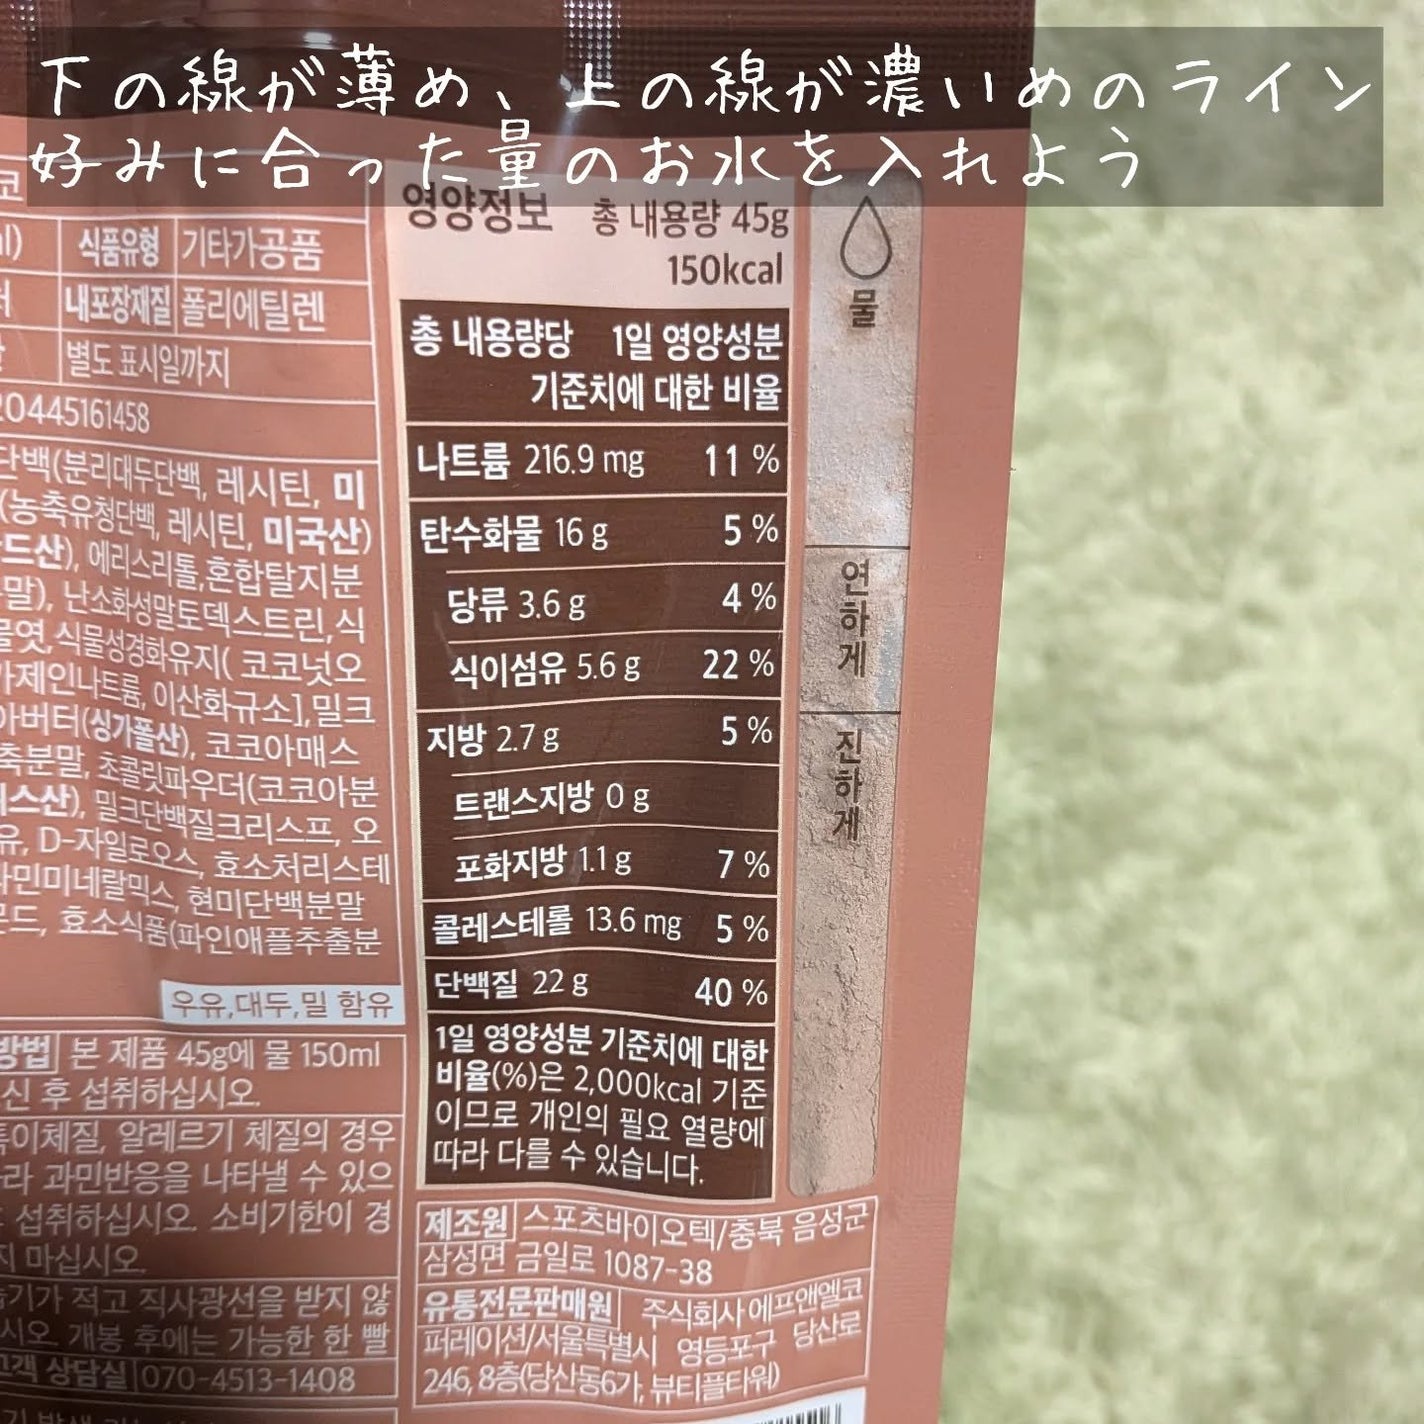 下の線が薄め、上の線が濃いめのライン
好みに合った量のお水を入れよう
식품유형 기타가공품
내포장재질 폴리에틸렌
별도 표시일까지
20445161458
단백(분리대두단백, 레시틴, 미
(농축유청단백, 레시틴, 미국산)
드산), 에리스리톨,혼합탈지분
말), 난소화성말토덱스트린, 식
물엿, 식물성경화유지( 코코넛오
카제인나트륨, 이산화규소],밀크
아버터(싱가폴산), 코코아매스
축분말, 초콜릿파우더(코코아분
스산), 밀크단백질크리스프, 오
유, D-자일로오스, 효소처리스테
타민미네랄믹스, 현미단백분말
몬드, 효소식품(파인애플추출분
우유,대두,밀 함유
방법 본 제품 45g에 물 150ml
신 후 섭취하십시오.
특이체질, 알레르기 체질의 경우
라 과민반응을 나타낼 수 있으
섭취하십시오. 소비기한이 경
지 마십시오.
습기가 적고 직사광선을 받지 않
시오 개봉 후에는 가능한 한 빨
고객 상담실 070-4513-1408
영양정보 총 내용량 45g
150kcal
총 내용량당 1일 영양성분
기준치에 대한 비율
나트륨 216.9 mg 11 %
탄수화물 16 g 5 %
당류 3.6 g 4 %
식이섬유 5.6 g 22 %
지방 2.7 g 5 %
트랜스지방 0 g
포화지방 1.1 g 7 %
콜레스테롤 13.6 mg 5 %
단백질 22 g 40 %
1일 영양성분 기준치에 대한
비율(%)은 2,000kcal 기준
이므로 개인의 필요 열량에
따라 다를 수 있습니다.
제조원 스포츠바이오텍/충북 음성군
삼성면 금일로 1087-38
유통전문판매원 주식회사 에프앤엘코
퍼레이션/서울특별시 영등포구 당산로
246, 8층(당산동6가, 뷰티플타워)
물
연하게
진하게